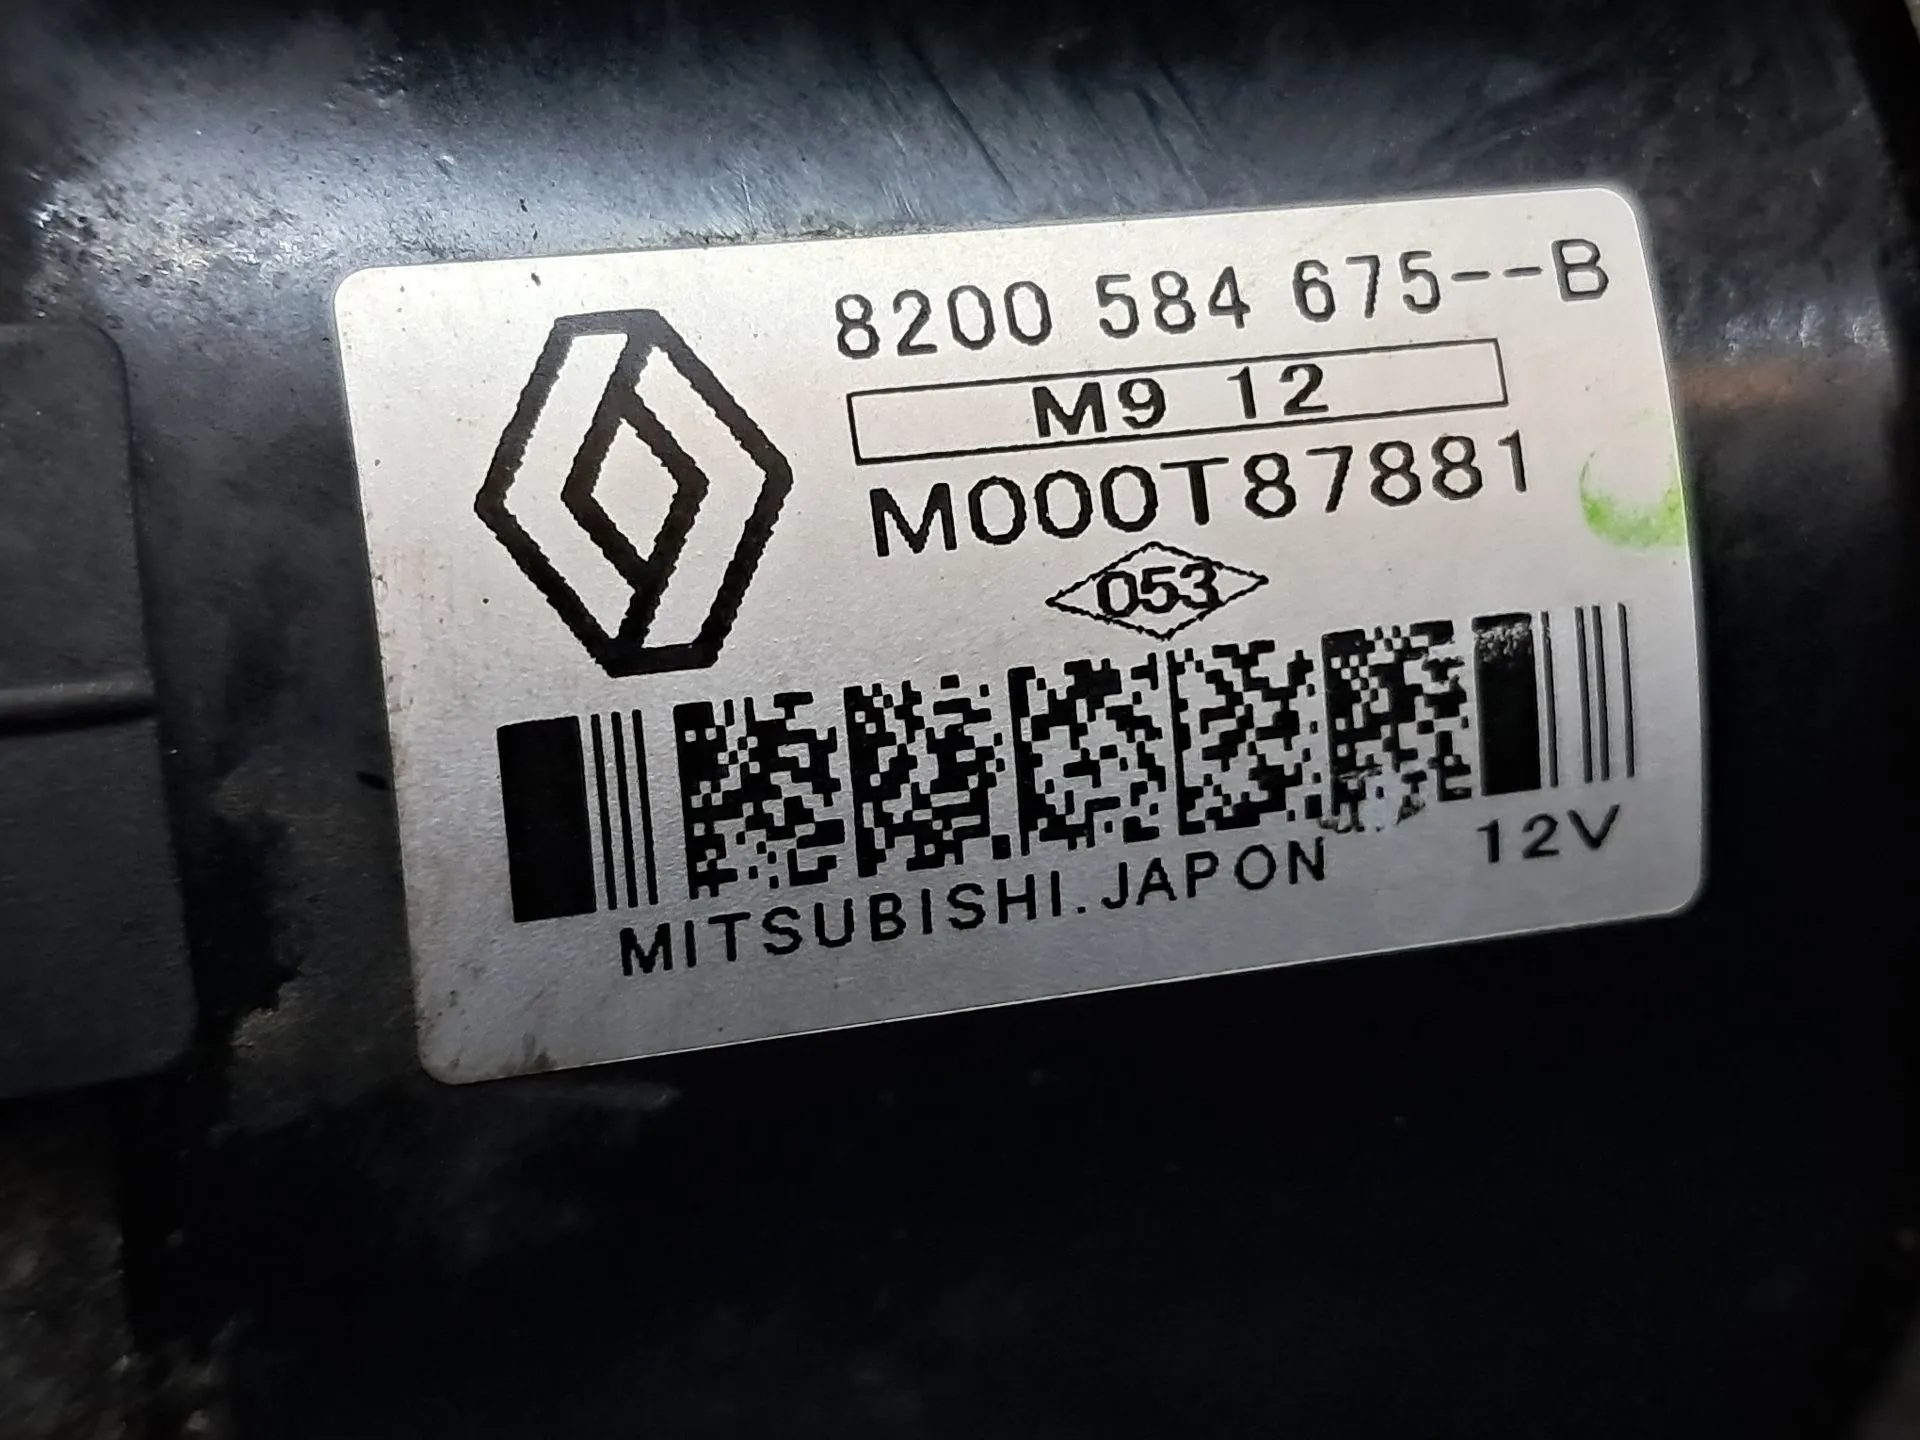 8200 584 675--B
M9 12
M000T87881
053
MITSUBISHI.JAPON
12V